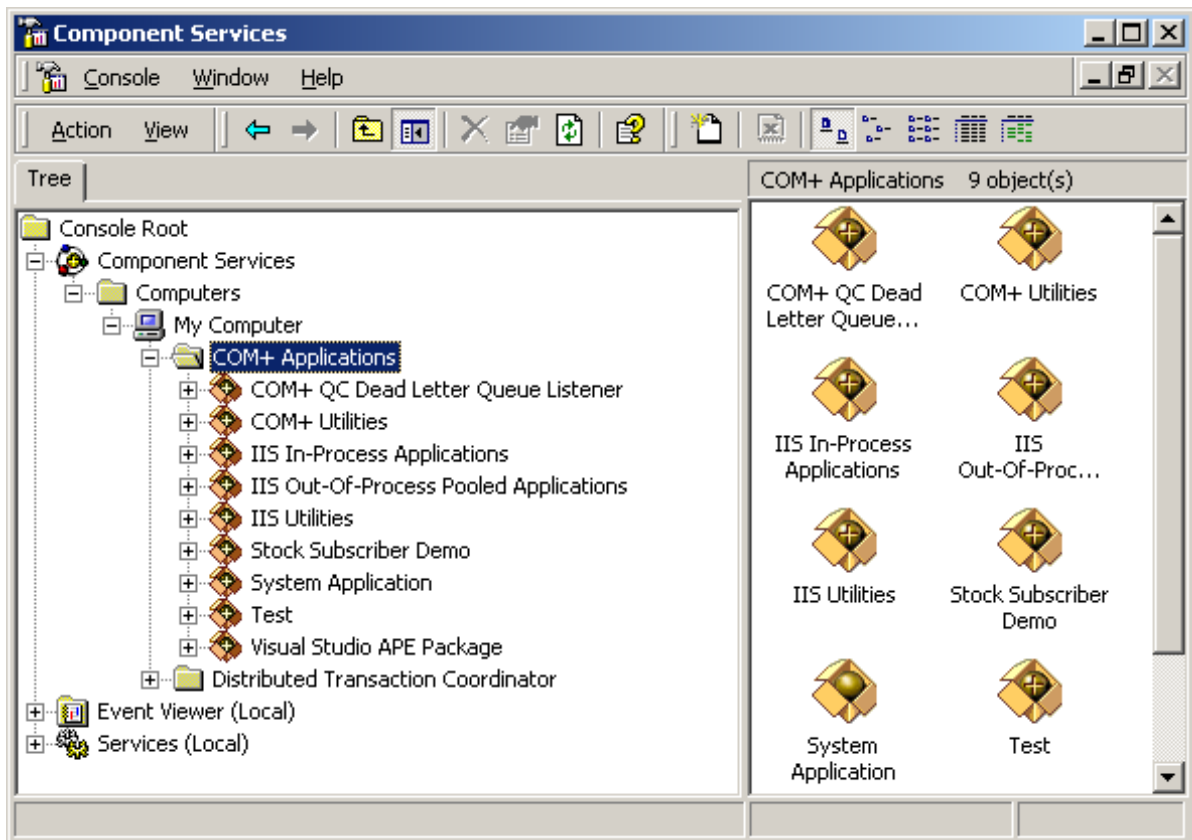 Component Services
Console Window Help
Action View
Tree
COM+ Applications 9 object(s)
Console Root
Component Services
Computers
My Computer
COM+ Applications
COM+ QC Dead Letter Queue Listener
COM+ Utilities
IIS In-Process Applications
IIS Out-Of-Process Pooled Applications
IIS Utilities
Stock Subscriber Demo
System Application
Test
Visual Studio APE Package
Distributed Transaction Coordinator
Event Viewer (Local)
Services (Local)
COM+ QC Dead
Letter Queue...
COM+ Utilities
IIS In-Process
Applications
IIS
Out-Of-Proc...
IIS Utilities
Stock Subscriber
Demo
System
Application
Test